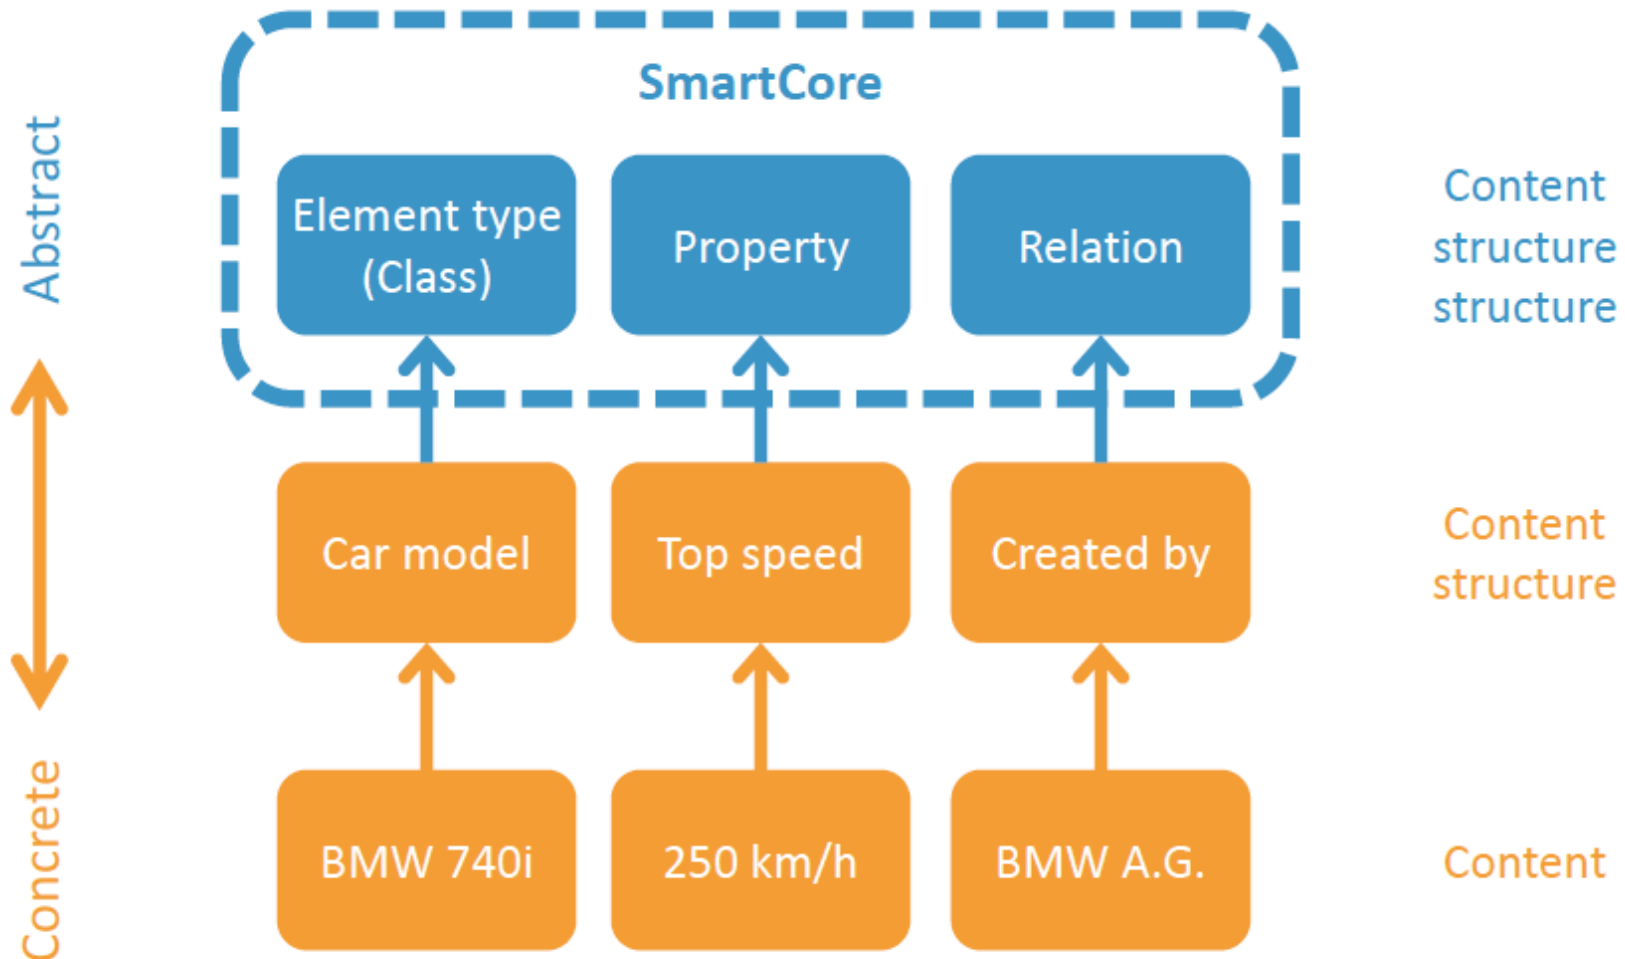 SmartCore
Abstract
Element type
(Class)
Property
Relation
Content
structure
structure
Car model
Top speed
Created by
Content
structure
Concrete
BMW 740i
250 km/h
BMW A.G.
Content